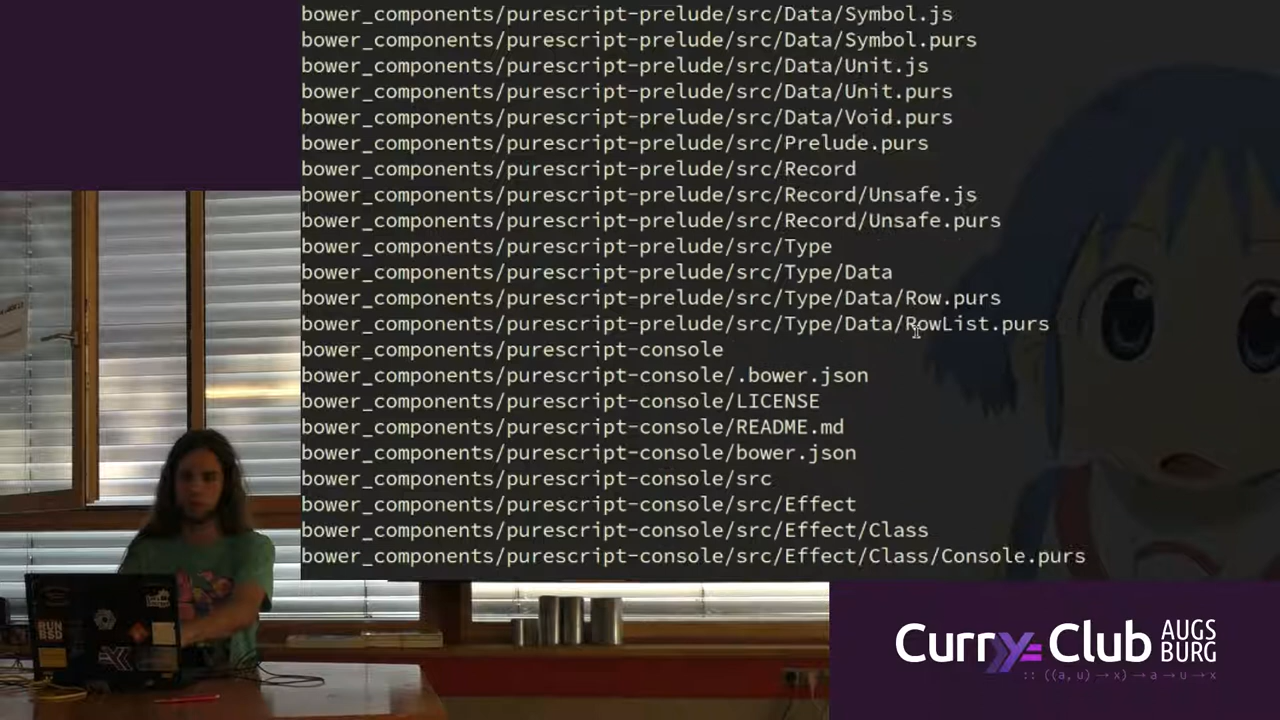 bower_components/purescript-prelude/src/Data/Symbol.js
bower_components/purescript-prelude/src/Data/Symbol.purs
bower_components/purescript-prelude/src/Data/Unit.js
bower_components/purescript-prelude/src/Data/Unit.purs
bower_components/purescript-prelude/src/Data/Void.purs
bower_components/purescript-prelude/src/Prelude.purs
bower_components/purescript-prelude/src/Record
bower_components/purescript-prelude/src/Record/Unsafe.js
bower_components/purescript-prelude/src/Record/Unsafe.purs
bower_components/purescript-prelude/src/Type
bower_components/purescript-prelude/src/Type/Data
bower_components/purescript-prelude/src/Type/Data/Row.purs
bower_components/purescript-prelude/src/Type/Data/RowList.purs
bower_components/purescript-console
bower_components/purescript-console/.bower.json
bower_components/purescript-console/LICENSE
bower_components/purescript-console/README.md
bower_components/purescript-console/bower.json
bower_components/purescript-console/src
bower_components/purescript-console/src/Effect
bower_components/purescript-console/src/Effect/Class
bower_components/purescript-console/src/Effect/Class/Console.purs
RUN
BSD
Curry Club AUGS
BURG
:: ((a, u) → x) → a → u → x